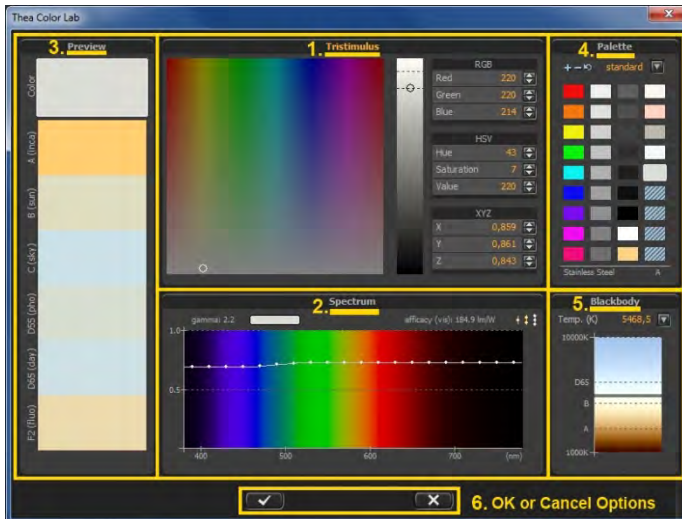 Thea Color Lab
3. Preview
Color
A (inca)
B (sun)
C (sky)
D55 (pho)
D65 (day)
F2 (fluo)
1. Tristimulus
RGB
Red 220
Green 220
Blue 214
HSV
Hue 43
Saturation 7
Value 220
XYZ
X 0,859
Y 0,861
Z 0,843
4. Palette
standard
Stainless Steel A
2. Spectrum
gamma: 2.2
efficacy (vis): 184.9 lm/W
1.0
0.5
400 500 600 700 (nm)
5. Blackbody
Temp. (K) 5468,5
10000K
D65
B
A
1000K
6. OK or Cancel Options